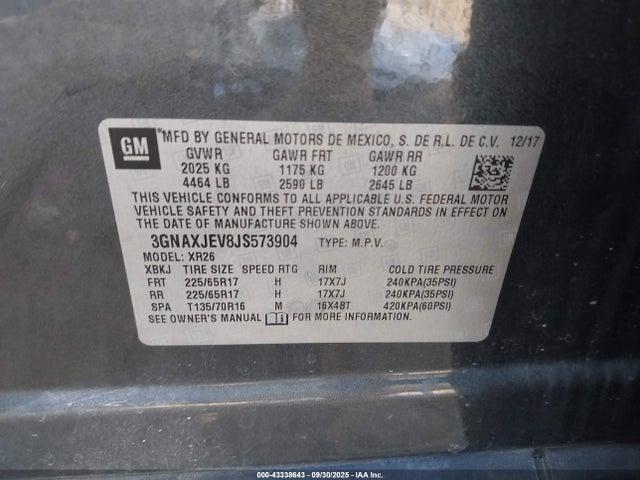 GM
*MFD BY GENERAL MOTORS DE MEXICO, S. DE R.L. DE C.V. 12/17
GVWR GAWR FRT GAWR RR
2025 KG 1175 KG 1200 KG
4464 LB 2590 LB 2645 LB
THIS VEHICLE CONFORMS TO ALL APPLICABLE U.S. FEDERAL MOTOR
VEHICLE SAFETY AND THEFT PREVENTION STANDARDS IN EFFECT ON
THE DATE OF MANUFACTURE SHOWN ABOVE.
3GNAXJEV8JS573904 TYPE: M.P.V.
MODEL: XR26
XBKJ TIRE SIZE SPEED RTG RIM COLD TIRE PRESSURE
FRT 225/65R17 H 17X7J 240KPA(35PSI)
RR 225/65R17 H 17X7J 240KPA(35PSI)
SPA T135/70R16 M 16X4BT 420KPA(60PSI)
SEE OWNER'S MANUAL FOR MORE INFORMATION.
000-43338643 - 09/30/2025 - IAA Inc.